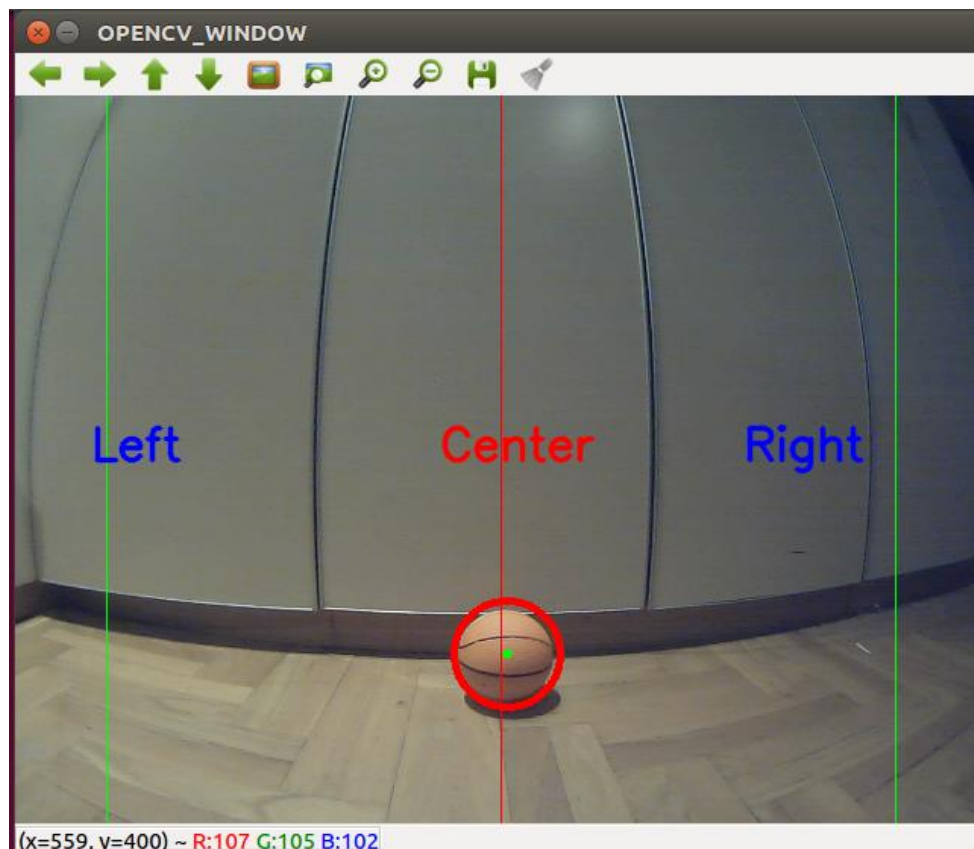 OPENCV_WINDOW
Left Center Right
(x=559, y=400) ~ R:107 G:105 B:102